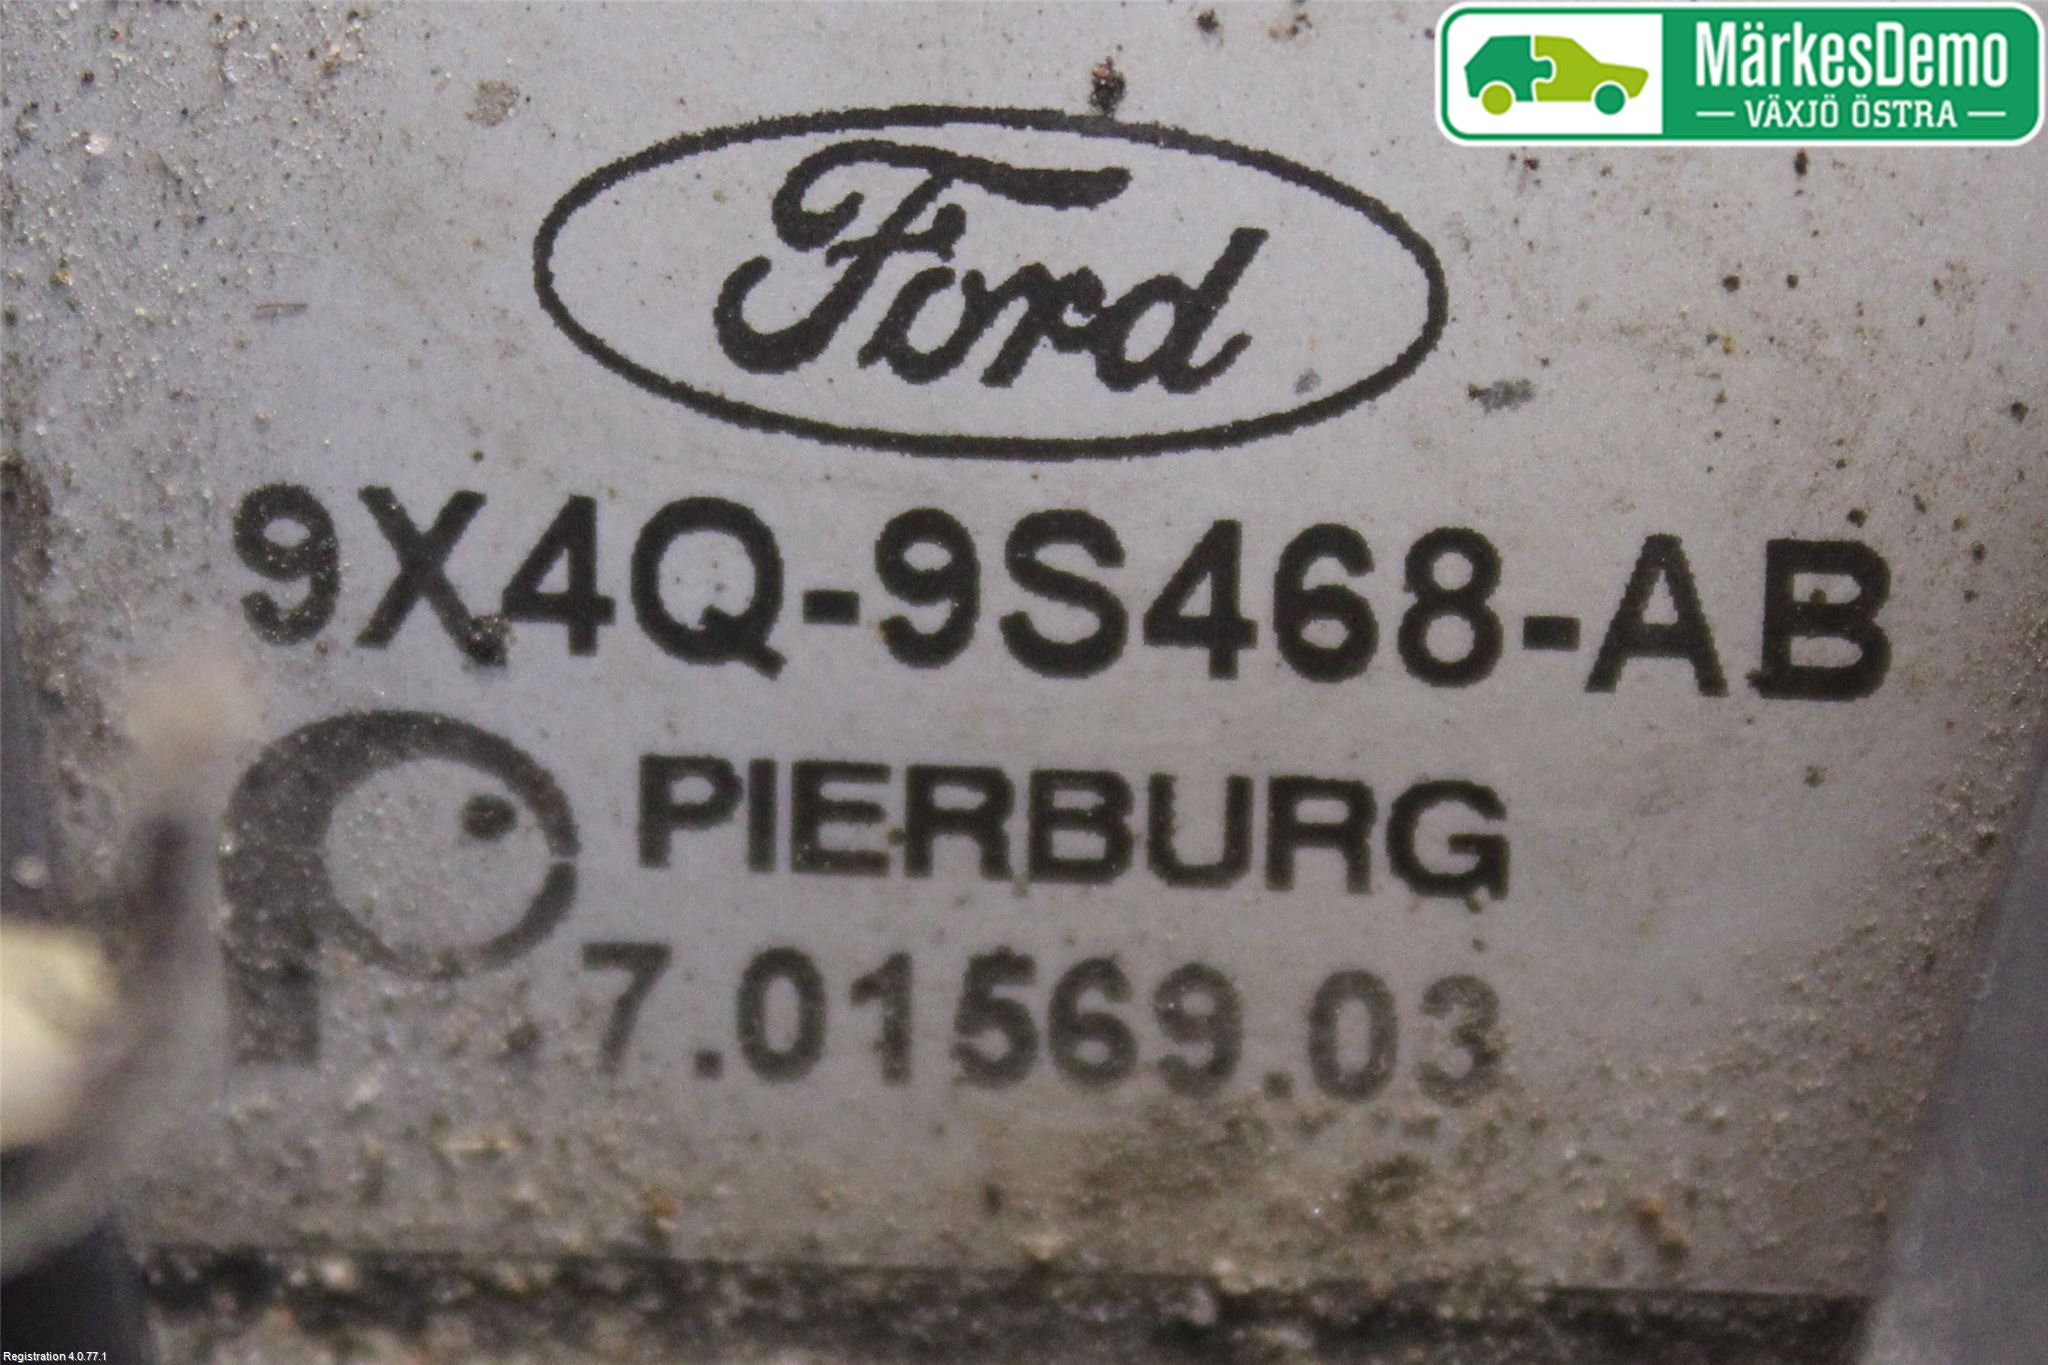 MärkesDemo
VÄXJÖ ÖSTRA
Ford
9X4Q-9S468-AB
PIERBURG
7.01569.03
Registration 4.0.77.1